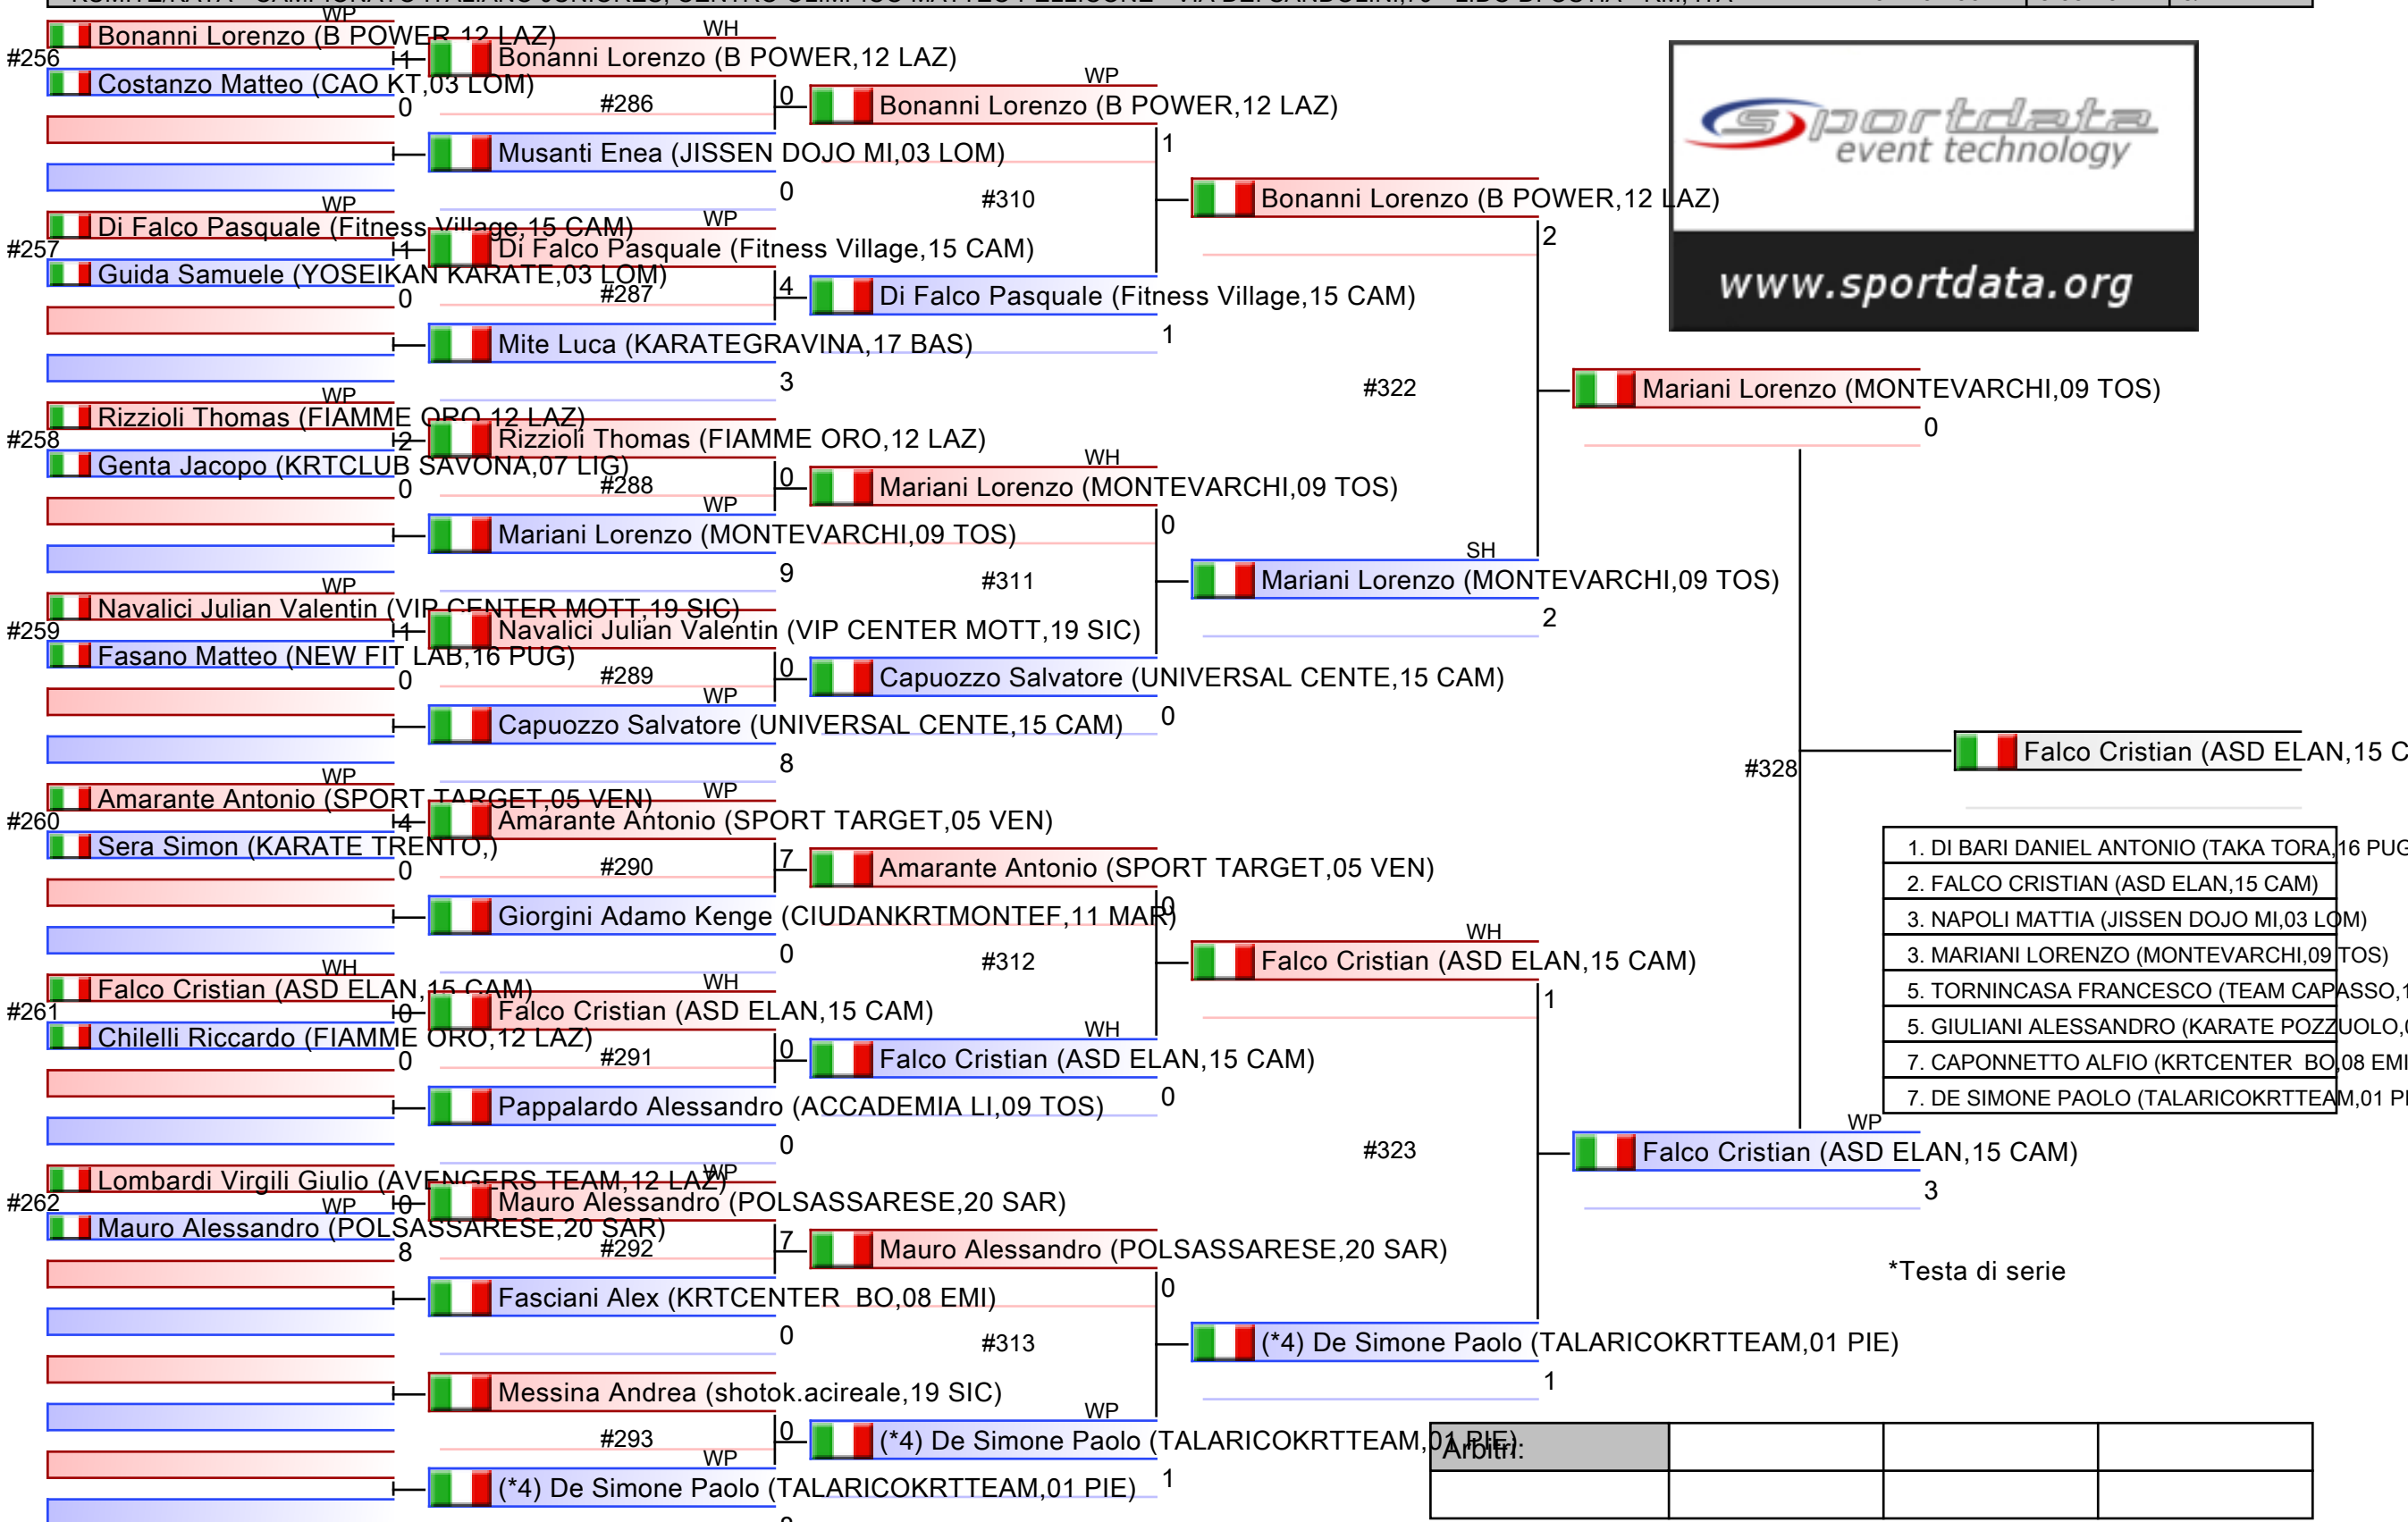 WP
Bonanni Lorenzo (B POWER,12 LAZ)
#256
1
Costanzo Matteo (CAO KT,03 LOM)
0
WH
Bonanni Lorenzo (B POWER,12 LAZ)
0
#286
Musanti Enea (JISSEN DOJO MI,03 LOM)
0
WP
Di Falco Pasquale (Fitness Village,15 CAM)
#257
1
Guida Samuele (YOSEIKAN KARATE,03 LOM)
0
WP
Di Falco Pasquale (Fitness Village,15 CAM)
4
#287
Mite Luca (KARATEGRAVINA,17 BAS)
3
WP
Rizzioli Thomas (FIAMME ORO,12 LAZ)
#258
2
Genta Jacopo (KRTCLUB SAVONA,07 LIG)
0
Rizzioli Thomas (FIAMME ORO,12 LAZ)
0
#288
WP
Mariani Lorenzo (MONTEVARCHI,09 TOS)
9
WP
Navalici Julian Valentin (VIP CENTER MOTT,19 SIC)
#259
1
Fasano Matteo (NEW FIT LAB,16 PUG)
0
Navalici Julian Valentin (VIP CENTER MOTT,19 SIC)
0
#289
WP
Capuozzo Salvatore (UNIVERSAL CENTE,15 CAM)
8
WP
Amarante Antonio (SPORT TARGET,05 VEN)
#260
4
Sera Simon (KARATE TRENTO,)
0
WP
Amarante Antonio (SPORT TARGET,05 VEN)
7
#290
Giorgini Adamo Kenge (CIUDANKRTMONTEF,11 MAR)
0
WH
Falco Cristian (ASD ELAN,15 CAM)
#261
0
Chilelli Riccardo (FIAMME ORO,12 LAZ)
0
WH
Falco Cristian (ASD ELAN,15 CAM)
0
#291
Pappalardo Alessandro (ACCADEMIA LI,09 TOS)
0
Lombardi Virgili Giulio (AVENGERS TEAM,12 LAZ)
#262
0
WP
Mauro Alessandro (POLSASSARESE,20 SAR)
8
WP
Mauro Alessandro (POLSASSARESE,20 SAR)
7
#292
Fasciani Alex (KRTCENTER  BO,08 EMI)
0
Messina Andrea (shotok.acireale,19 SIC)
0
#293
WP
(*4) De Simone Paolo (TALARICOKRTTEAM,01 PIE)
WP
Bonanni Lorenzo (B POWER,12 LAZ)
1
#310
Di Falco Pasquale (Fitness Village,15 CAM)
1
WH
Mariani Lorenzo (MONTEVARCHI,09 TOS)
0
#311
Capuozzo Salvatore (UNIVERSAL CENTE,15 CAM)
0
Amarante Antonio (SPORT TARGET,05 VEN)
0
#312
WH
Falco Cristian (ASD ELAN,15 CAM)
0
Mauro Alessandro (POLSASSARESE,20 SAR)
0
#313
WP
(*4) De Simone Paolo (TALARICOKRTTEAM,01 PIE)
1
Bonanni Lorenzo (B POWER,12 LAZ)
2
#322
SH
Mariani Lorenzo (MONTEVARCHI,09 TOS)
2
WH
Falco Cristian (ASD ELAN,15 CAM)
1
#323
(*4) De Simone Paolo (TALARICOKRTTEAM,01 PIE)
1
sportdata
event technology
www.sportdata.org
Mariani Lorenzo (MONTEVARCHI,09 TOS)
0
#328
WP
Falco Cristian (ASD ELAN,15 CAM)
3
Falco Cristian (ASD ELAN,15 C
1. DI BARI DANIEL ANTONIO (TAKA TORA,16 PUG
2. FALCO CRISTIAN (ASD ELAN,15 CAM)
3. NAPOLI MATTIA (JISSEN DOJO MI,03 LOM)
3. MARIANI LORENZO (MONTEVARCHI,09 TOS)
5. TORNINCASA FRANCESCO (TEAM CAPASSO,1
5. GIULIANI ALESSANDRO (KARATE POZZUOLO,0
7. CAPONNETTO ALFIO (KRTCENTER  BO,08 EMI
7. DE SIMONE PAOLO (TALARICOKRTTEAM,01 PI
*Testa di serie
Arbitri: